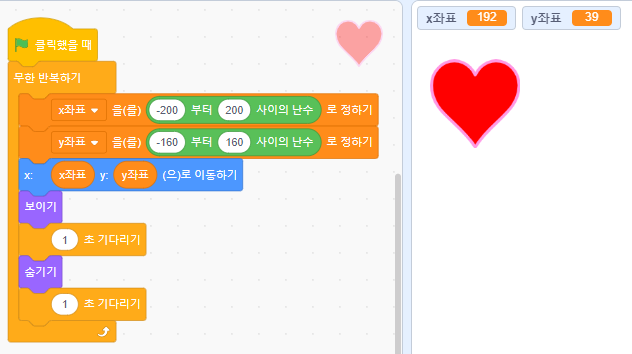 클릭했을 때
무한 반복하기
x좌표 을(를) -200 부터 200 사이의 난수 로 정하기
y좌표 을(를) -160 부터 160 사이의 난수 로 정하기
x: x좌표 y: y좌표 (으)로 이동하기
보이기
1 초 기다리기
숨기기
1 초 기다리기
x좌표 192 y좌표 39